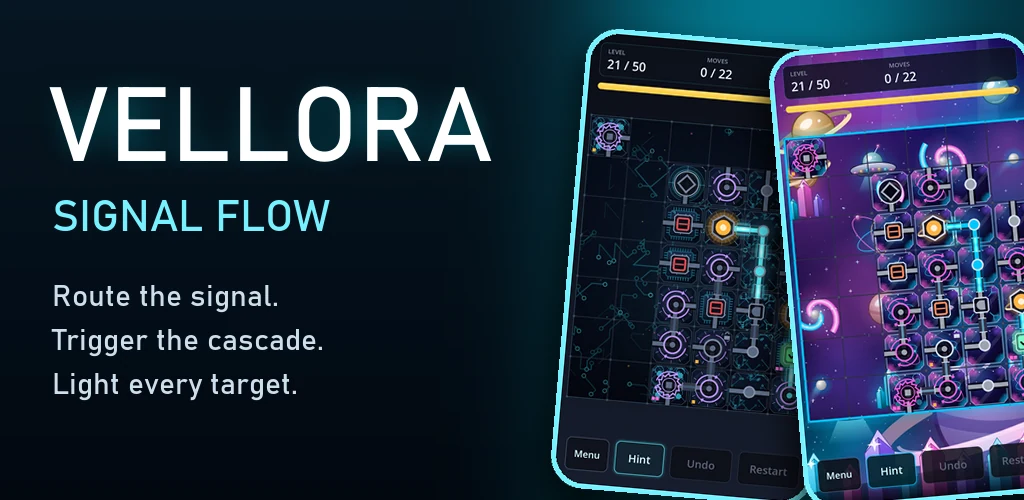 VELLORA
SIGNAL FLOW
Route the signal.
Trigger the cascade.
Light every target.
LEVEL
21 / 50
MOVES
0 / 22
Menu
Hint
Undo
Restart
LEVEL
21 / 50
MOVES
0 / 22
Menu
Hint
Undo
Rest